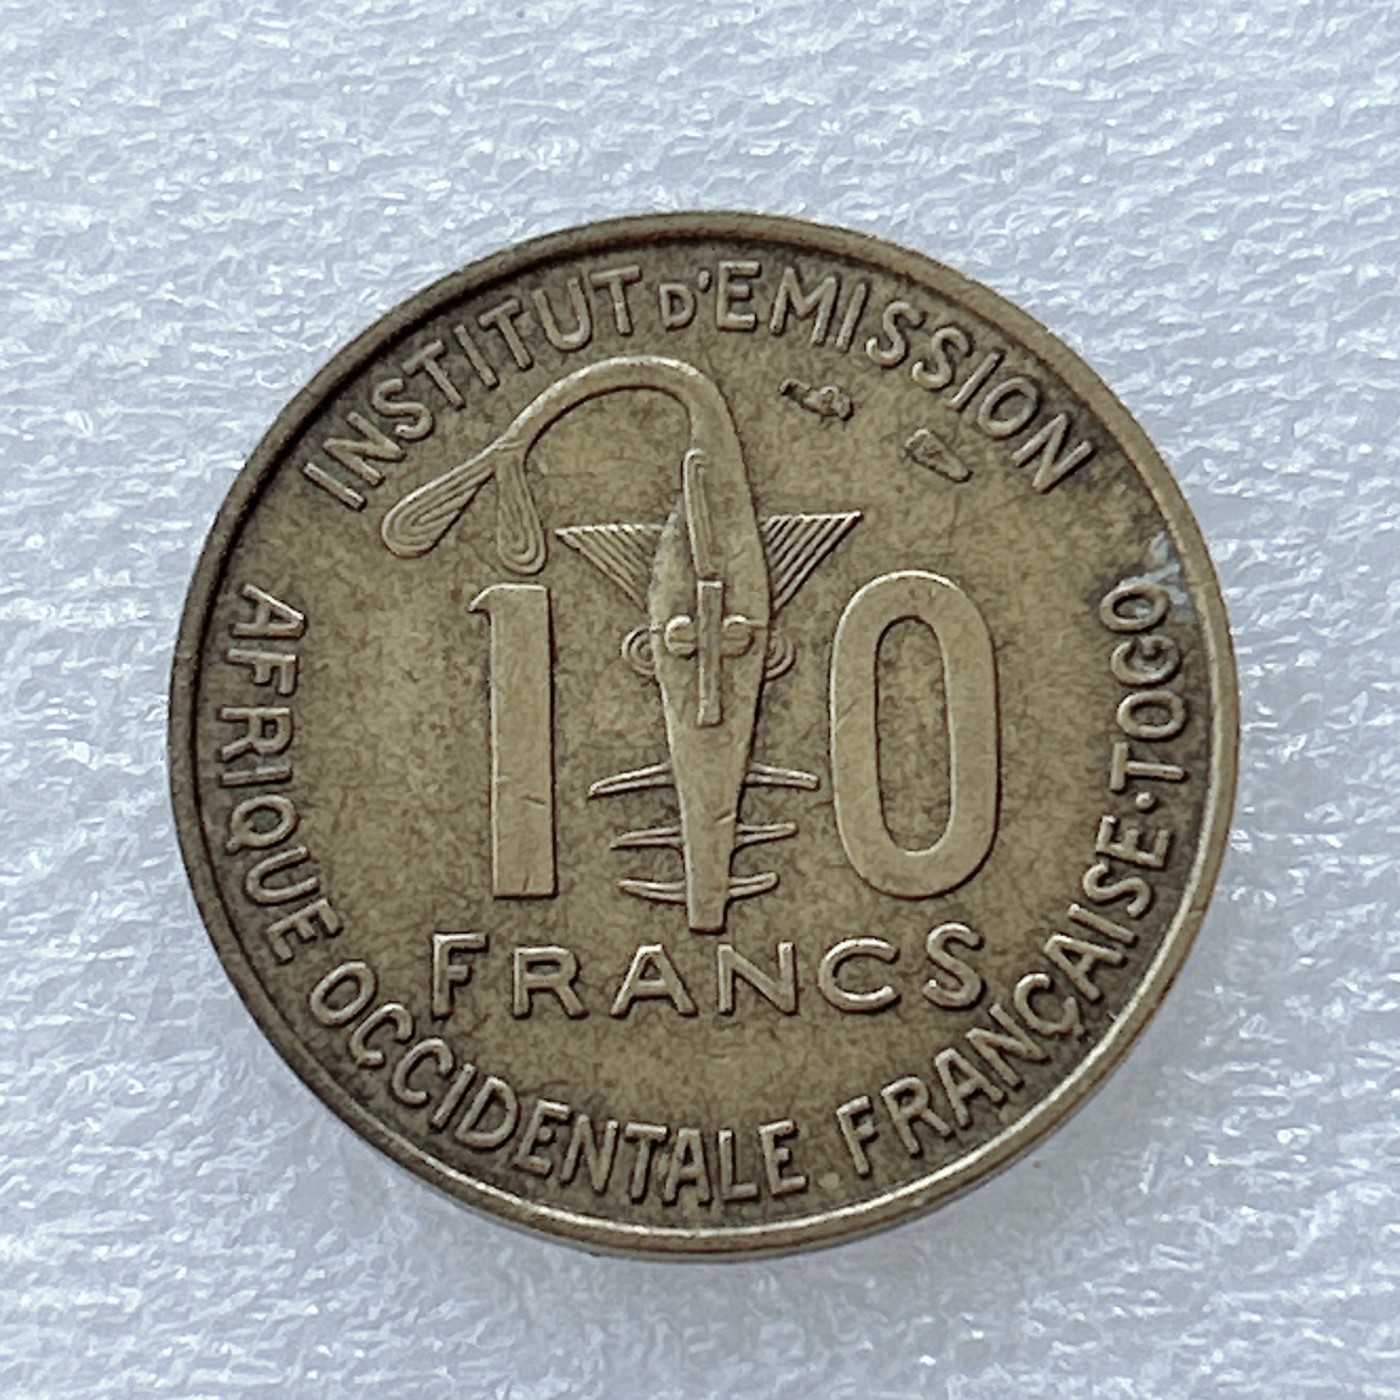 INSTITUT D'EMISSION
10
FRANCS
AFRIQUE OCCIDENTALE FRANÇAISE·TOGO